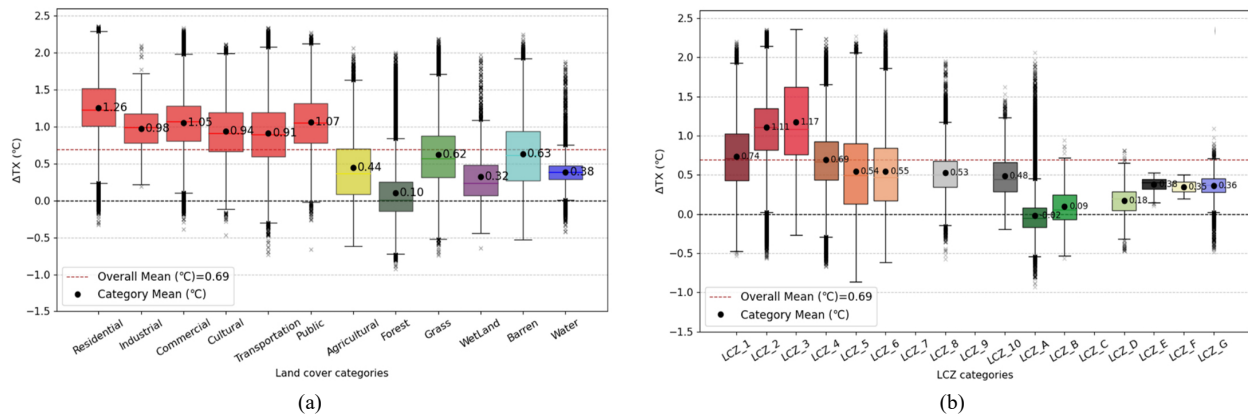 2.5
2.0
1.5
1.0
0.5
0.0
−0.5
−1.0
−1.5
ΔTX (℃)
1.26
0.98
1.05
0.94
0.91
1.07
0.44
0.10
0.62
0.32
0.63
0.38
Overall Mean (℃)=0.69
Category Mean (℃)
Residential
Industrial
Commercial
Cultural
Transportation
Public
Agricultural
Forest
Grass
WetLand
Barren
Water
Land cover categories
(a)
2.5
2.0
1.5
1.0
0.5
0.0
−0.5
−1.0
−1.5
ΔTX (℃)
0.74
1.11
1.17
0.69
0.54
0.55
0.53
0.48
-0.02
0.09
0.18
0.38
0.35
0.36
Overall Mean (℃)=0.69
Category Mean (℃)
LCZ_1
LCZ_2
LCZ_3
LCZ_4
LCZ_5
LCZ_6
LCZ_7
LCZ_8
LCZ_9
LCZ_10
LCZ_A
LCZ_B
LCZ_C
LCZ_D
LCZ_E
LCZ_F
LCZ_G
LCZ categories
(b)